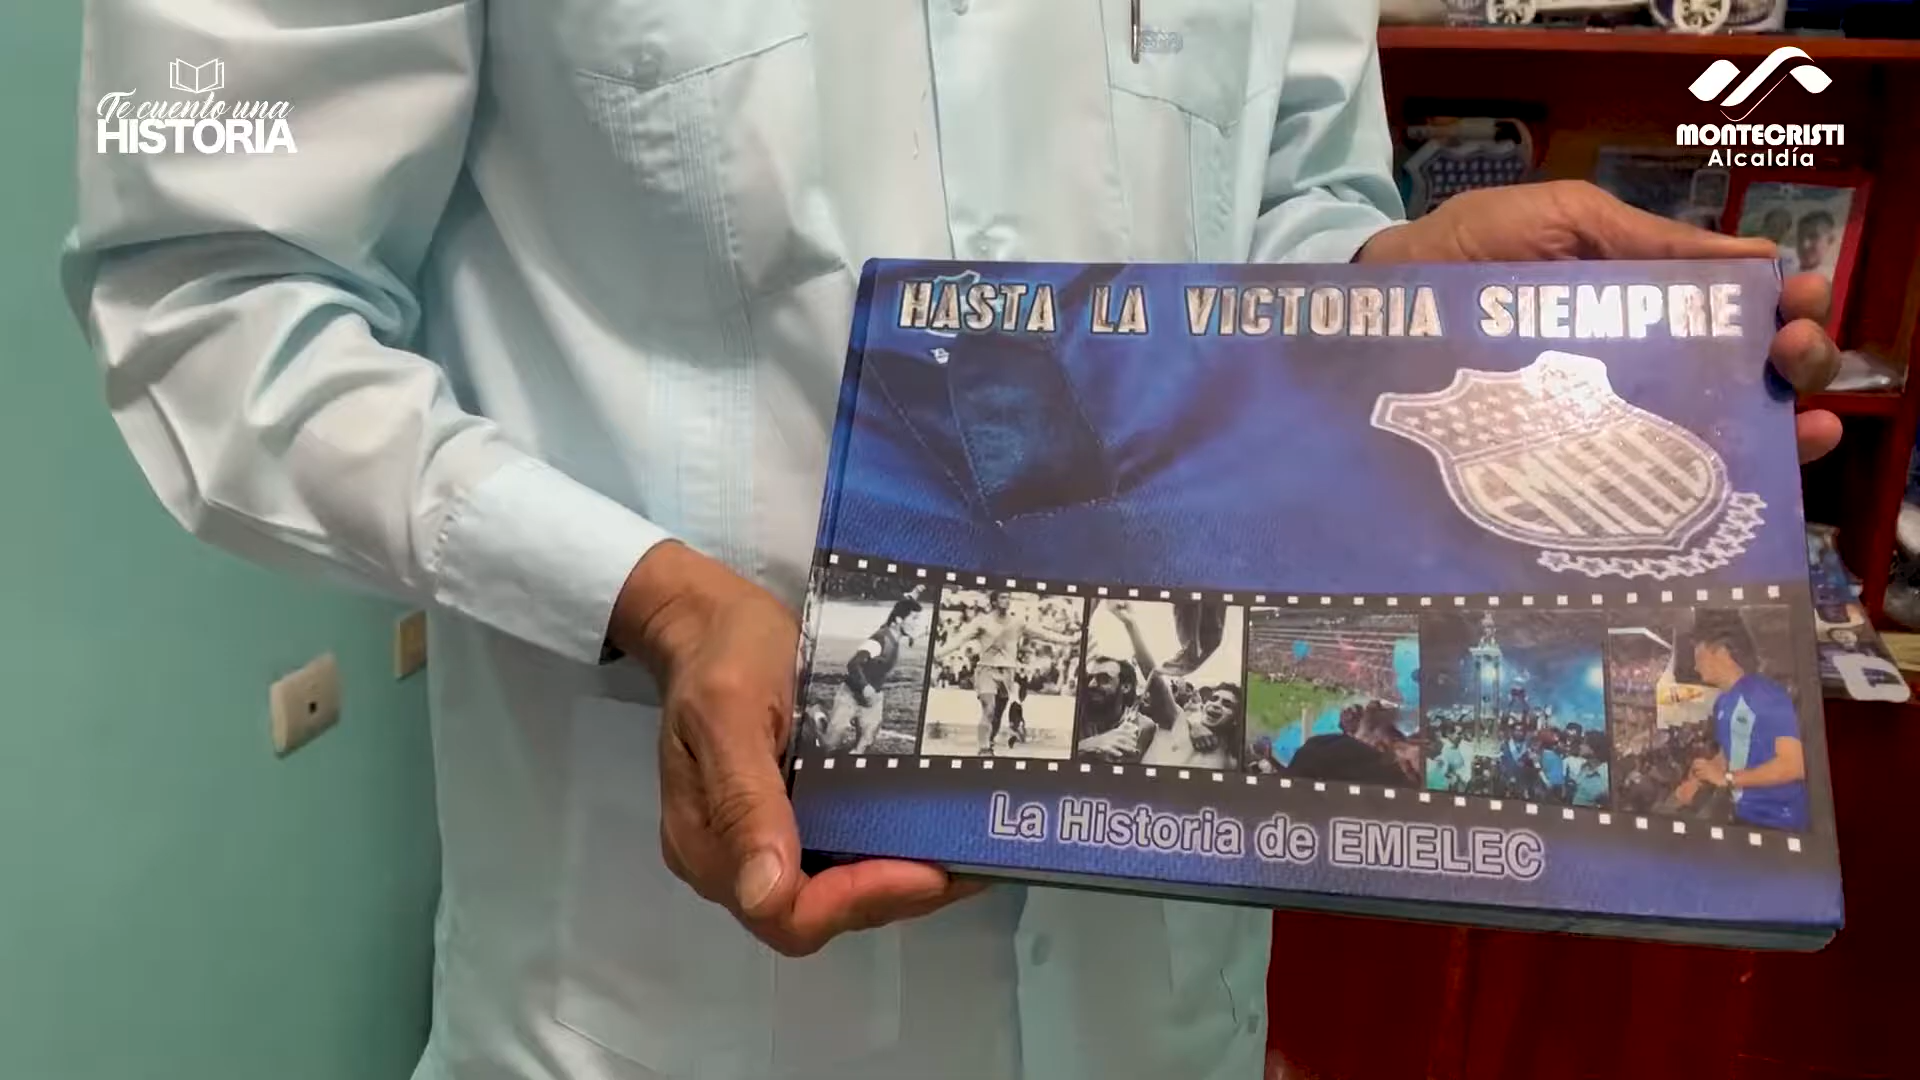 Te cuento una
HISTORIA
MONTECRISTI
Alcaldía
HASTA LA VICTORIA SIEMPRE
EMELEC
La Historia de EMELEC